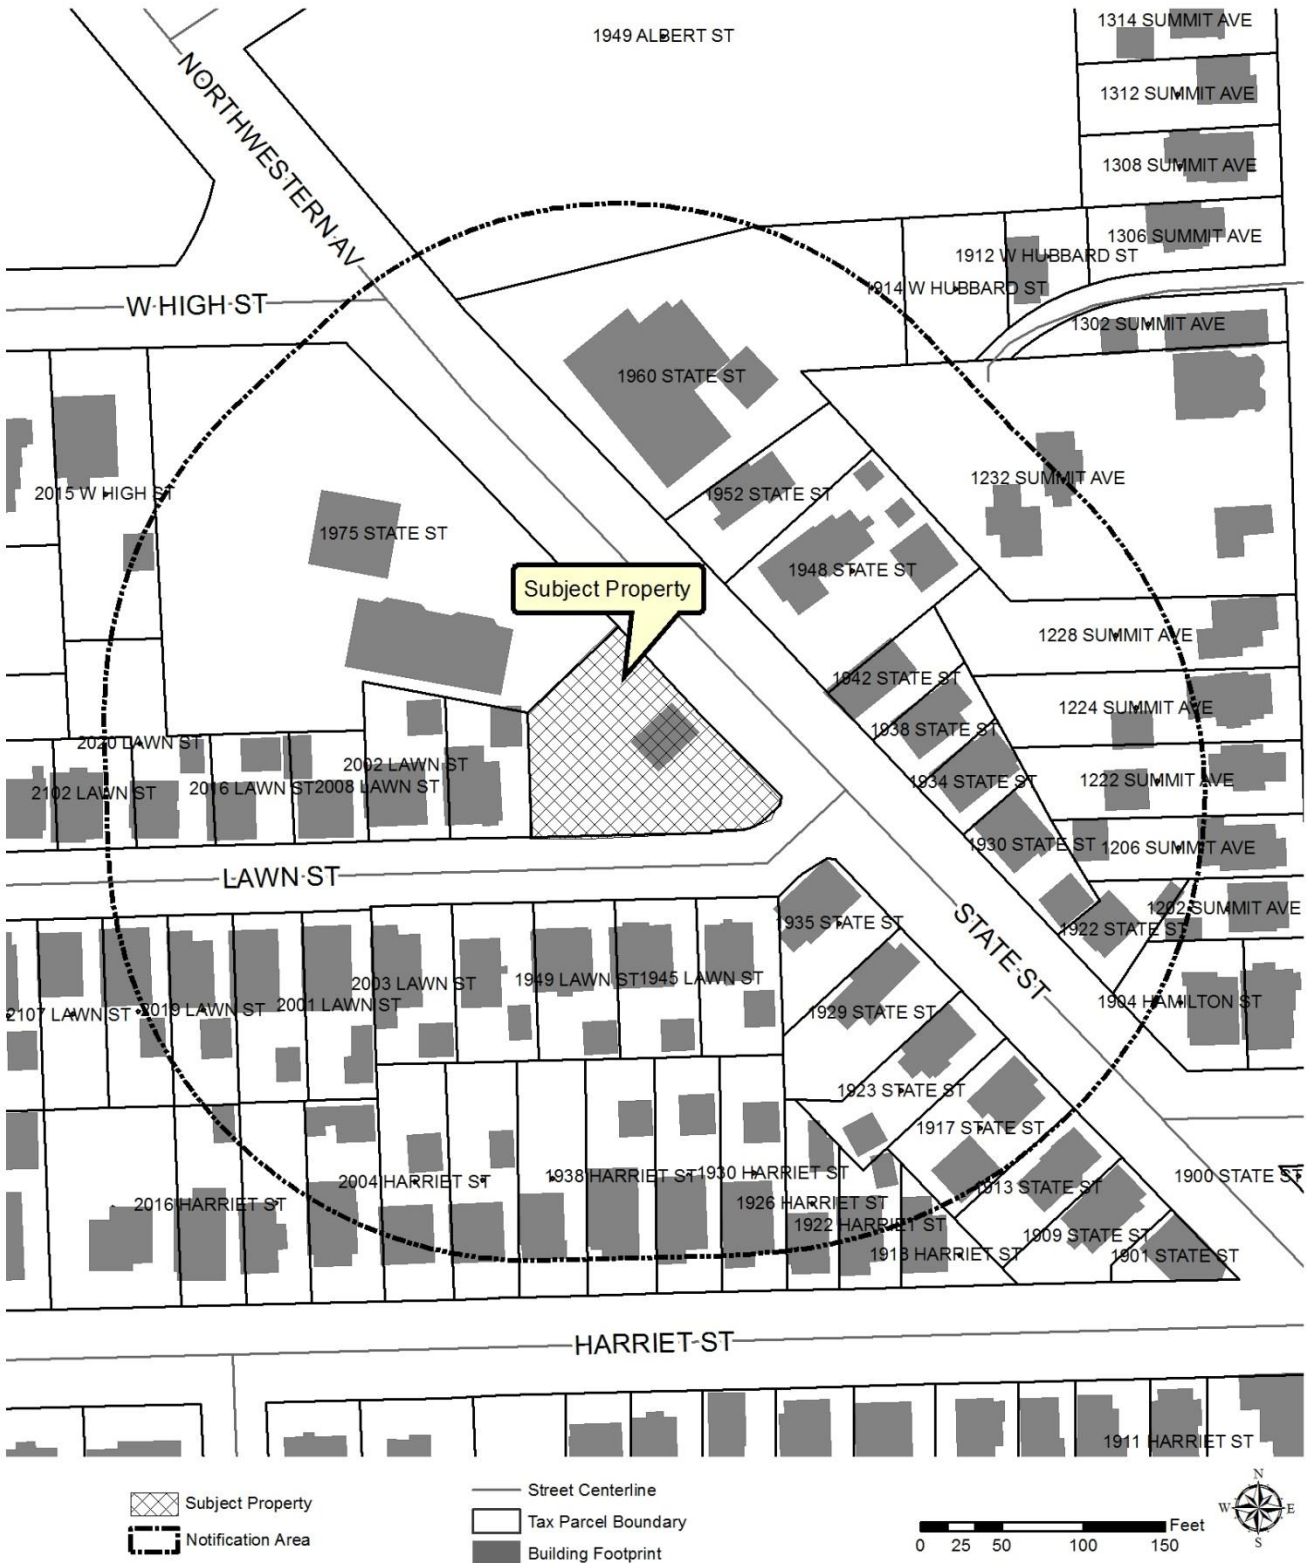 1314 SUMMIT AVE
1949 ALBERT ST
1312 SUMMIT AVE
NORTHWESTERN AV
1308 SUMMIT AVE
1306 SUMMIT AVE
1912 W HUBBARD ST
1914 W HUBBARD ST
W HIGH ST
1302 SUMMIT AVE
1960 STATE ST
1232 SUMMIT AVE
2015 W HIGH ST
1952 STATE ST
1975 STATE ST
1948 STATE ST
Subject Property
1228 SUMMIT AVE
1942 STATE ST
1224 SUMMIT AVE
1938 STATE ST
2020 LAWN ST
2002 LAWN ST
1934 STATE ST
1222 SUMMIT AVE
2102 LAWN ST
2016 LAWN ST
2008 LAWN ST
1930 STATE ST
1206 SUMMIT AVE
LAWN ST
1202 SUMMIT AVE
1935 STATE ST
1922 STATE ST
STATE ST
2003 LAWN ST
1949 LAWN ST
1945 LAWN ST
2107 LAWN ST
2019 LAWN ST
2001 LAWN ST
1929 STATE ST
1904 HAMILTON ST
1923 STATE ST
1917 STATE ST
2004 HARRIET ST
1938 HARRIET ST
1930 HARRIET ST
1900 STATE ST
1913 STATE ST
2016 HARRIET ST
1926 HARRIET ST
1922 HARRIET ST
1909 STATE ST
1918 HARRIET ST
1901 STATE ST
HARRIET ST
1911 HARRIET ST
Subject Property
Notification Area
Street Centerline
Tax Parcel Boundary
Building Footprint
Feet
0 25 50 100 150
N
W E
S